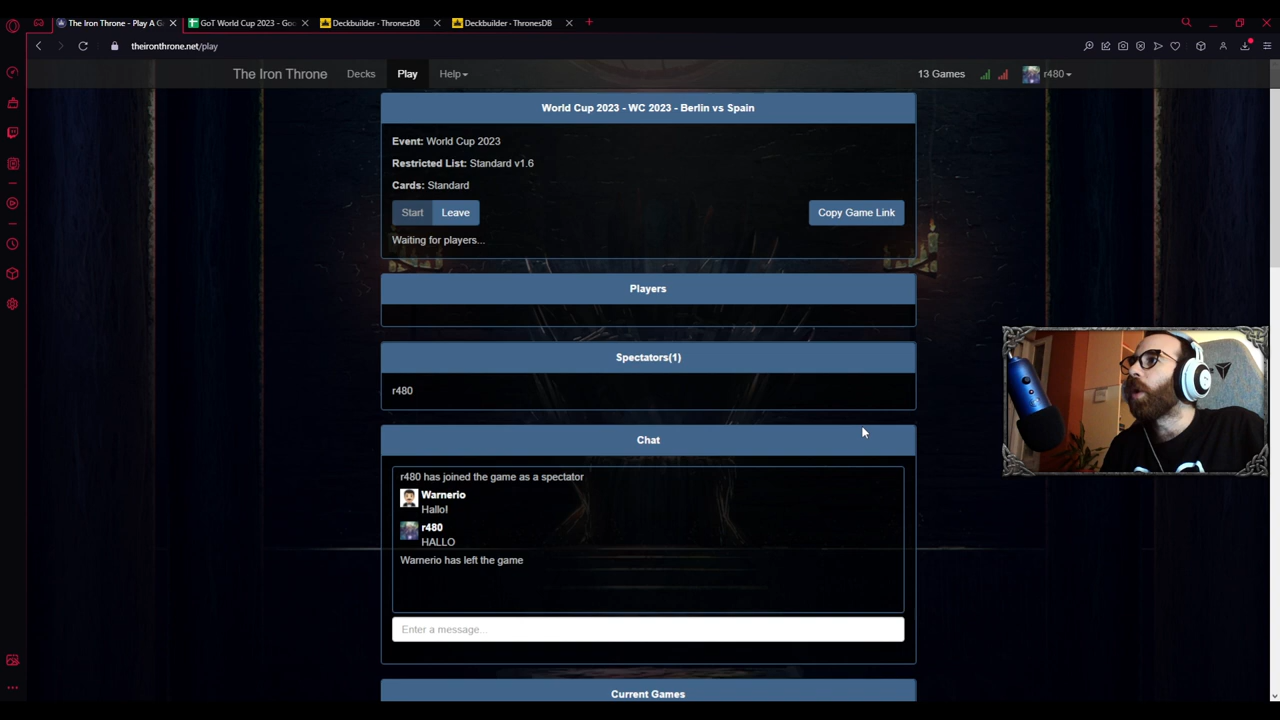 The Iron Throne - Play A G
GoT World Cup 2023 - Goo
Deckbuilder - ThronesDB
Deckbuilder - ThronesDB
theironthrone.net/play
The Iron Throne
Decks
Play
Help
13 Games
r480
World Cup 2023 - WC 2023 - Berlin vs Spain
Event: World Cup 2023
Restricted List: Standard v1.6
Cards: Standard
Start
Leave
Copy Game Link
Waiting for players...
Players
Spectators(1)
r480
Chat
r480 has joined the game as a spectator
Warnerio
Hallo!
r480
HALLO
Warnerio has left the game
Enter a message...
Current Games